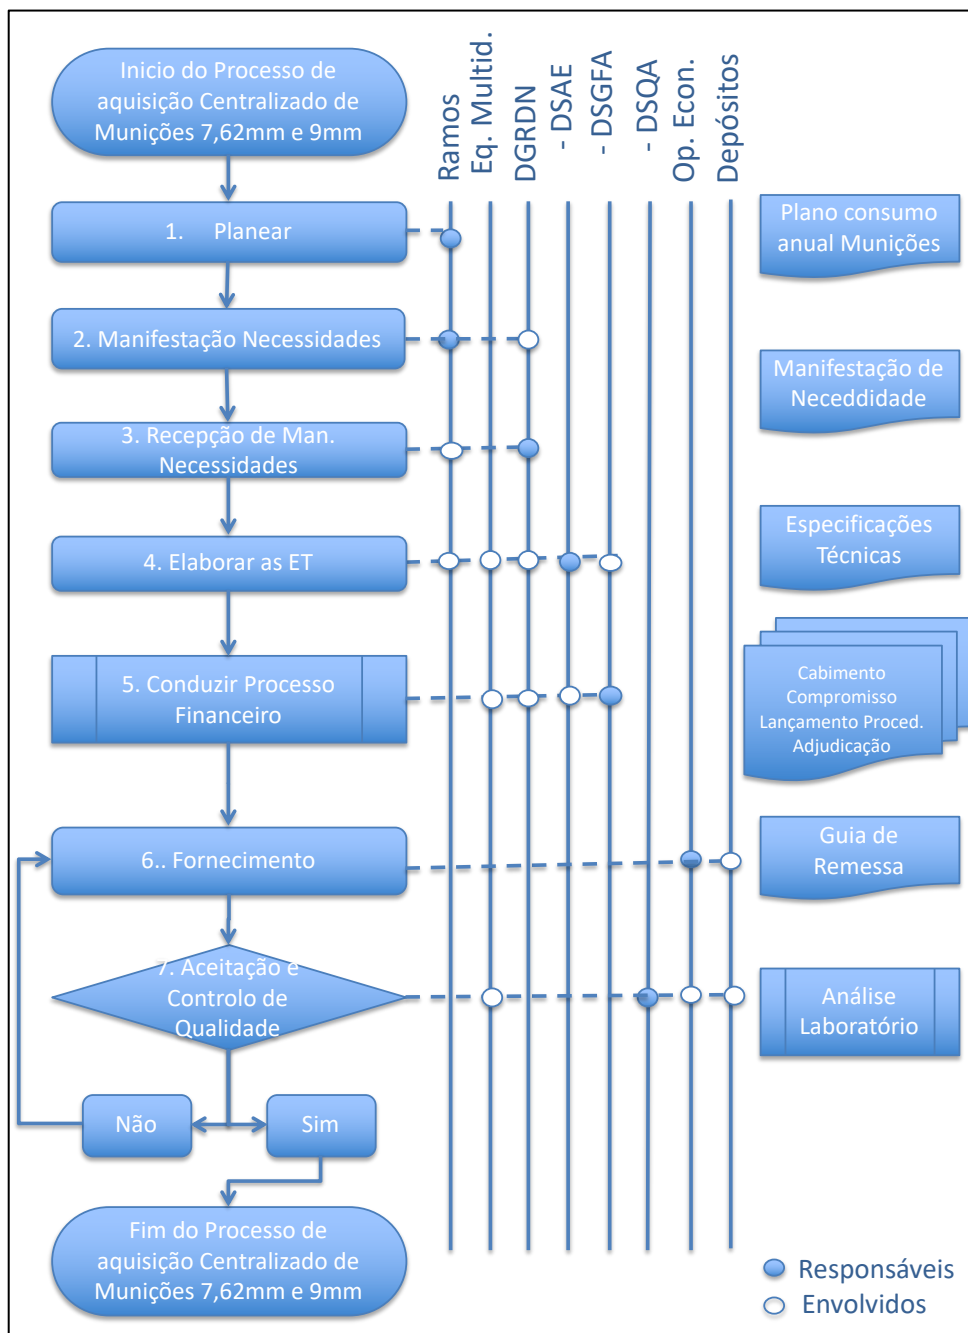 Inicio do Processo de
aquisição Centralizado de
Munições 7,62mm e 9mm
Ramos
Eq. Multid.
DGRDN
- DSAE
- DSGFA
- DSQA
Op. Econ.
Depósitos
1. Planear
Plano consumo
anual Munições
2. Manifestação Necessidades
Manifestação de
Neceddidade
3. Recepção de Man.
Necessidades
4. Elaborar as ET
Especificações
Técnicas
5. Conduzir Processo
Financeiro
Cabimento
Compromisso
Lançamento Proced.
Adjudicação
6.. Fornecimento
Guia de
Remessa
7. Aceitação e
Controlo de
Qualidade
Análise
Laboratório
Não
Sim
Fim do Processo de
aquisição Centralizado de
Munições 7,62mm e 9mm
Responsáveis
Envolvidos